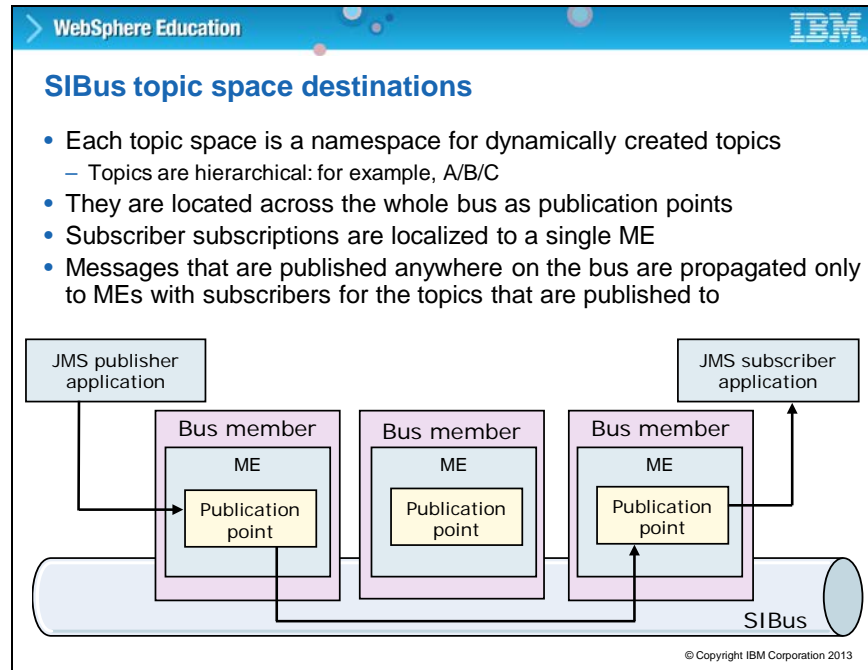 WebSphere Education
IBM
SIBus topic space destinations
• Each topic space is a namespace for dynamically created topics
– Topics are hierarchical: for example, A/B/C
• They are located across the whole bus as publication points
• Subscriber subscriptions are localized to a single ME
• Messages that are published anywhere on the bus are propagated only
to MEs with subscribers for the topics that are published to
JMS publisher
application
JMS subscriber
application
Bus member
ME
Publication
point
Bus member
ME
Publication
point
Bus member
ME
Publication
point
SIBus
© Copyright IBM Corporation 2013